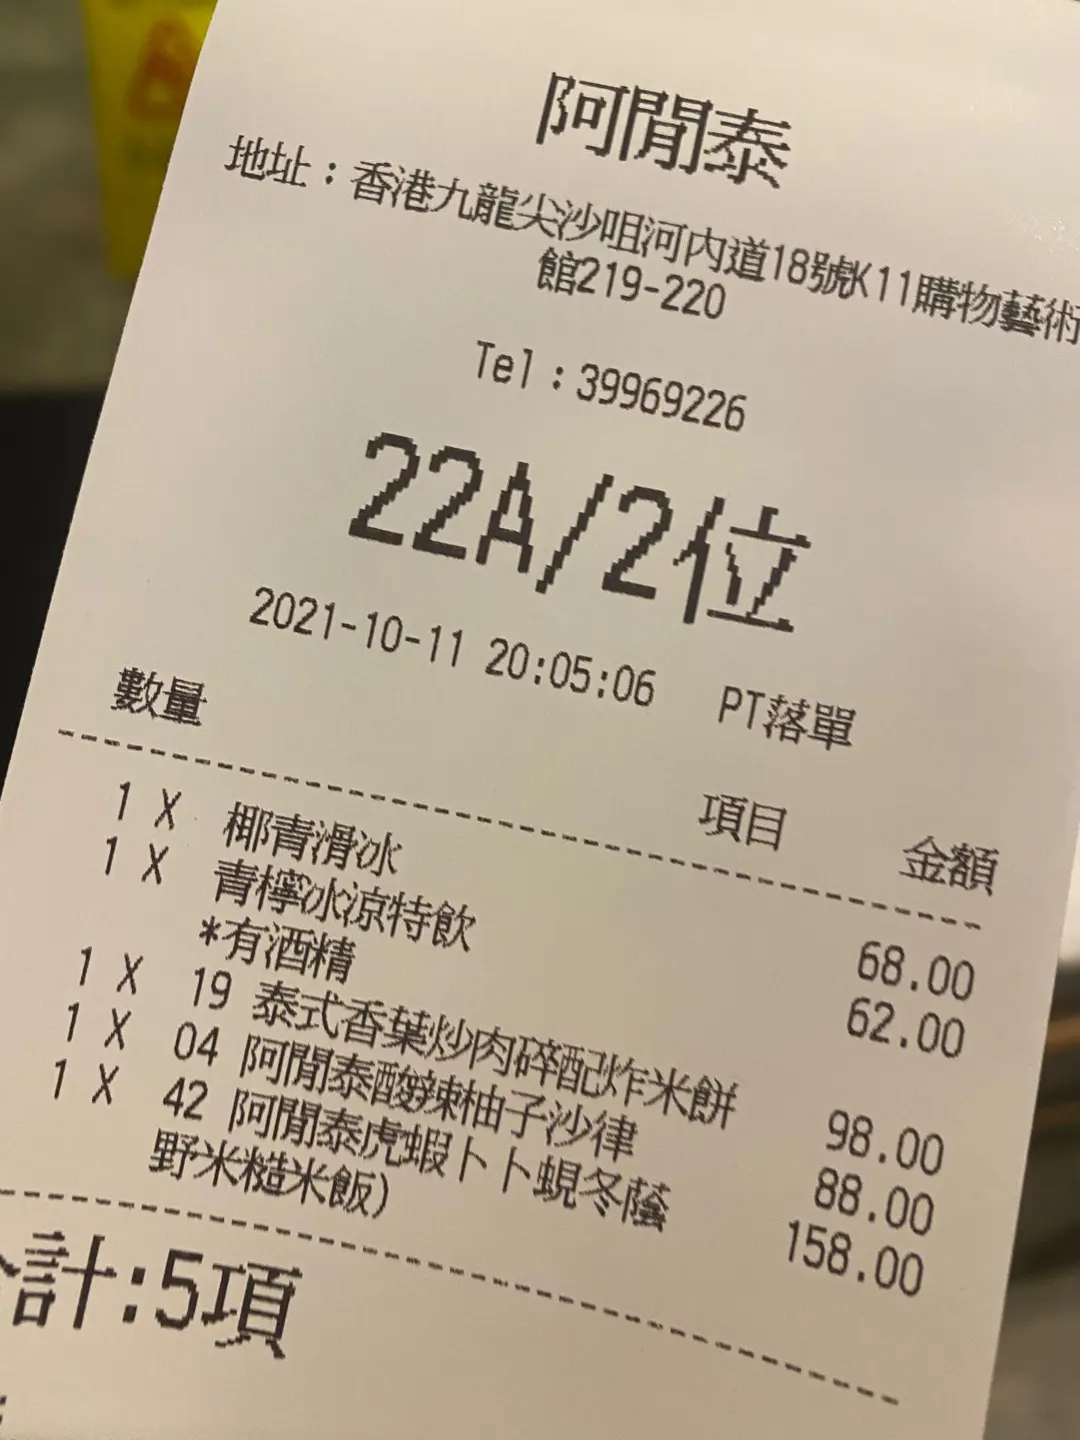 阿閒泰
地址：香港九龍尖沙咀河內道18號K11購物藝術
館219-220
Tel：39969226
22A/2位
2021-10-11 20:05:06 PT落單
數量 項目 金額
1 X 椰青滑冰 68.00
1 X 青檸冰涼特飲 62.00
*有酒精
1 X 19 泰式香葉炒肉碎配炸米餅 98.00
1 X 04 阿閒泰酸辣柚子沙律 88.00
1 X 42 阿閒泰虎蝦卜卜蜆冬蔭 158.00
野米糙米飯)
計:5項